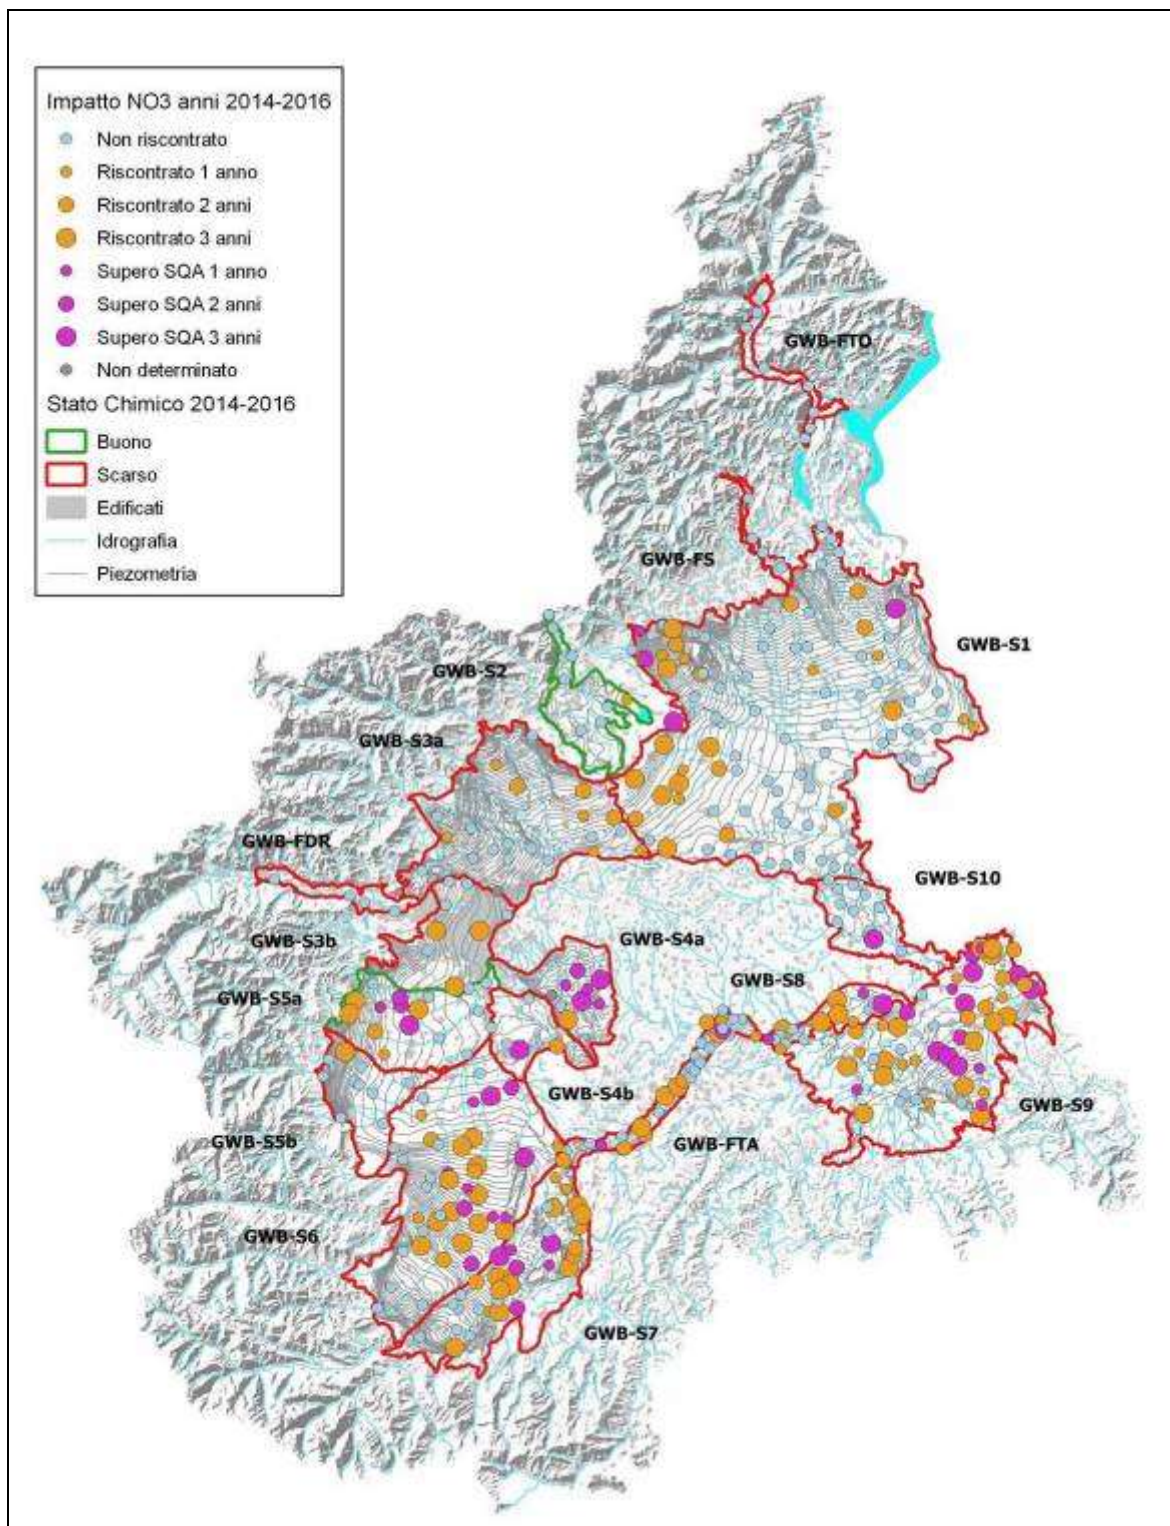 Impatto NO3 anni 2014-2016
Non riscontrato
Riscontrato 1 anno
Riscontrato 2 anni
Riscontrato 3 anni
Supero SQA 1 anno
Supero SQA 2 anni
Supero SQA 3 anni
Non determinato
Stato Chimico 2014-2016
Buono
Scarso
Edificati
Idrografia
Piezometria
GWB-FTO
GWB-FS
GWB-S1
GWB-S2
GWB-S3a
GWB-FDR
GWB-S10
GWB-S3b
GWB-S4a
GWB-S8
GWB-S5a
GWB-S4b
GWB-S9
GWB-S5b
GWB-FTA
GWB-S6
GWB-S7